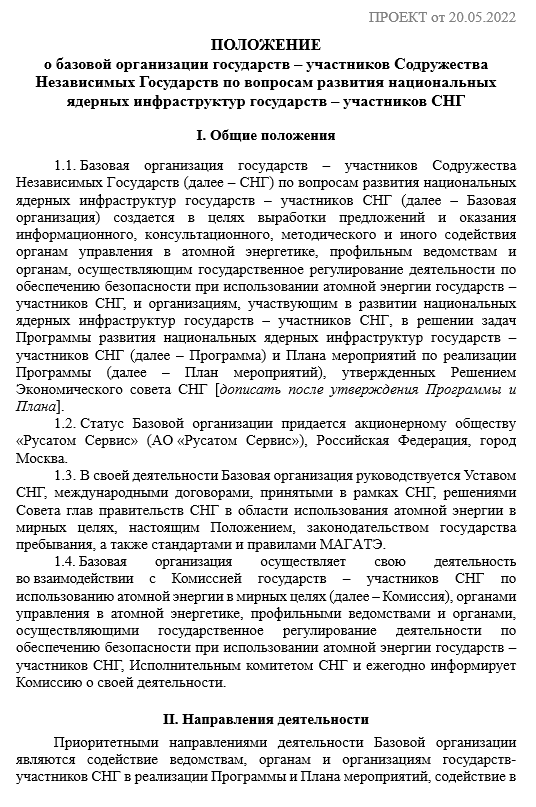 ПРОЕКТ от 20.05.2022
ПОЛОЖЕНИЕ
о базовой организации государств – участников Содружества
Независимых Государств по вопросам развития национальных
ядерных инфраструктур государств – участников СНГ
I. Общие положения
1.1. Базовая организация государств – участников Содружества
Независимых Государств (далее – СНГ) по вопросам развития национальных
ядерных инфраструктур государств – участников СНГ (далее – Базовая
организация) создается в целях выработки предложений и оказания
информационного, консультационного, методического и иного содействия
органам управления в атомной энергетике, профильным ведомствам и
органам, осуществляющим государственное регулирование деятельности по
обеспечению безопасности при использовании атомной энергии государств –
участников СНГ, и организациям, участвующим в развитии национальных
ядерных инфраструктур государств – участников СНГ, в решении задач
Программы развития национальных ядерных инфраструктур государств –
участников СНГ (далее – Программа) и Плана мероприятий по реализации
Программы (далее – План мероприятий), утвержденных Решением
Экономического совета СНГ [дописать после утверждения Программы и
Плана].
1.2. Статус Базовой организации придается акционерному обществу
«Русатом Сервис» (АО «Русатом Сервис»), Российская Федерация, город
Москва.
1.3. В своей деятельности Базовая организация руководствуется Уставом
СНГ, международными договорами, принятыми в рамках СНГ, решениями
Совета глав правительств СНГ в области использования атомной энергии в
мирных целях, настоящим Положением, законодательством государства
пребывания, а также стандартами и правилами МАГАТЭ.
1.4. Базовая организация осуществляет свою деятельность
во взаимодействии с Комиссией государств – участников СНГ по
использованию атомной энергии в мирных целях (далее – Комиссия), органами
управления в атомной энергетике, профильными ведомствами и органами,
осуществляющими государственное регулирование деятельности по
обеспечению безопасности при использовании атомной энергии государств –
участников СНГ, Исполнительным комитетом СНГ и ежегодно информирует
Комиссию о своей деятельности.
II. Направления деятельности
Приоритетными направлениями деятельности Базовой организации
являются содействие ведомствам, органам и организациям государств-
участников СНГ в реализации Программы и Плана мероприятий, содействие в